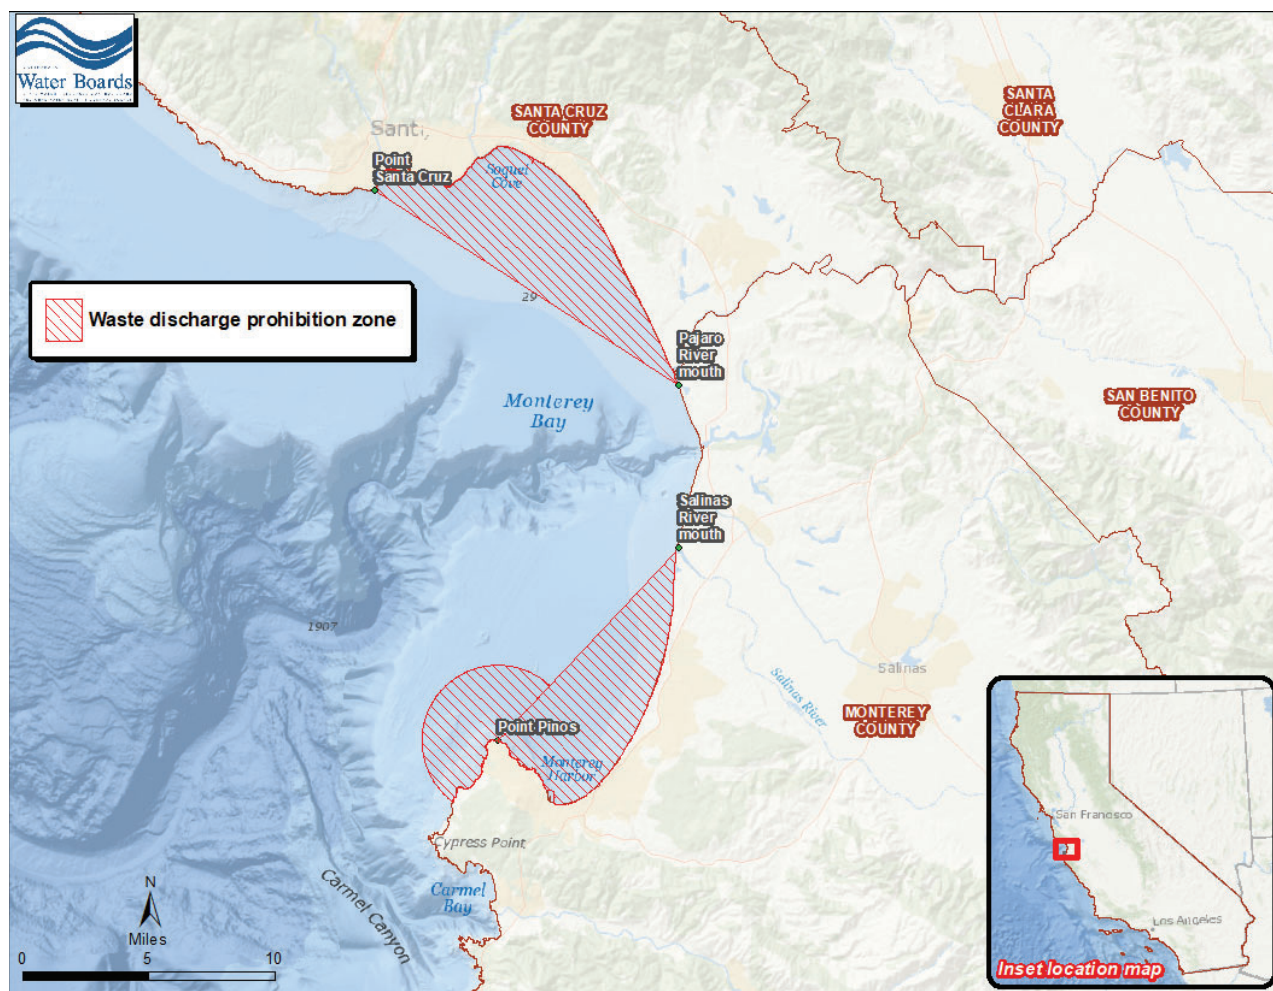 Water Boards
SANTA CRUZ
COUNTY
SANTA
CLARA
COUNTY
Point
Santa Cruz
Soquel
Cove
29
Waste discharge prohibition zone
Pajaro
River
mouth
Monterey
Bay
SAN BENITO
COUNTY
Salinas
River
mouth
1907
Salinas
Salinas River
MONTEREY
COUNTY
Point Pinos
Monterey
Harbor
Cypress Point
Carmel
Bay
Carmel Canyon
N
Miles
0 5 10
San Francisco
Los Angeles
Inset location map